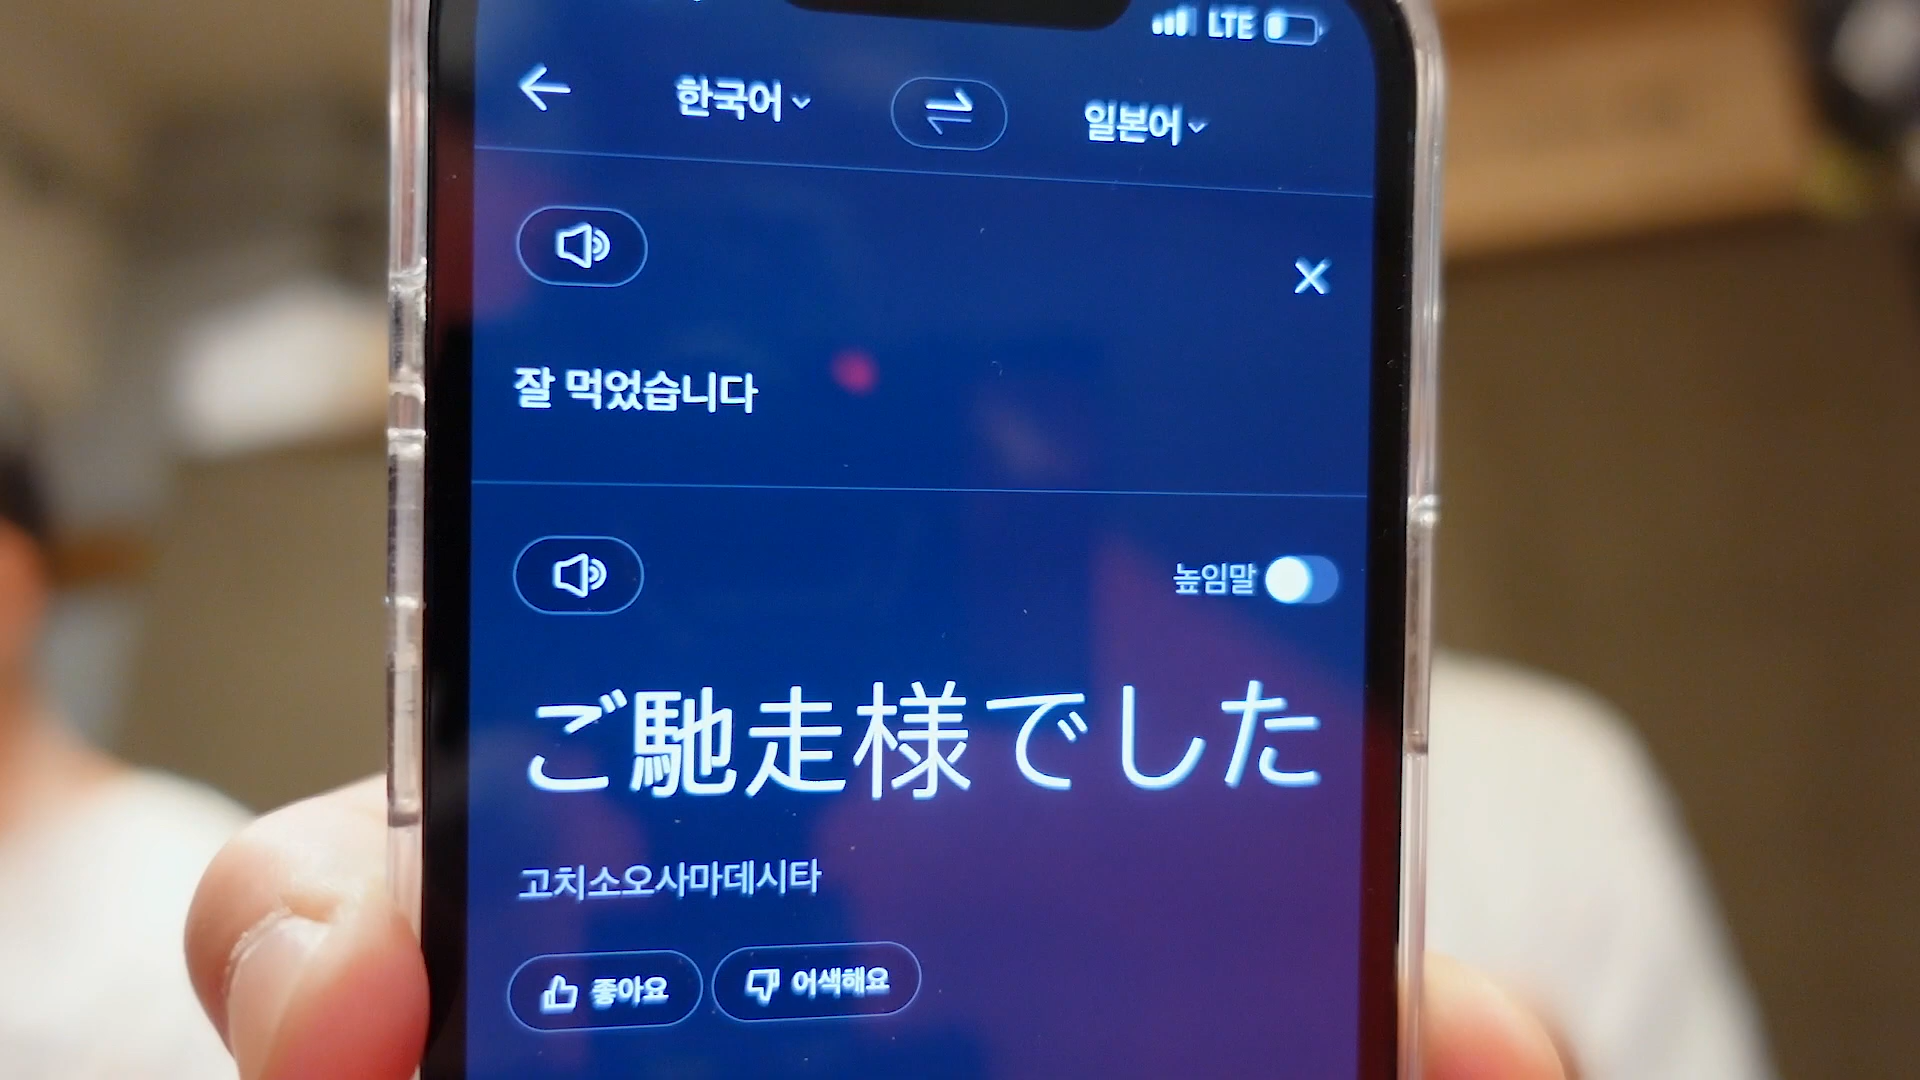 LTE
한국어 일본어
잘 먹었습니다
높임말
ご馳走様でした
고치소오사마데시타
좋아요 어색해요